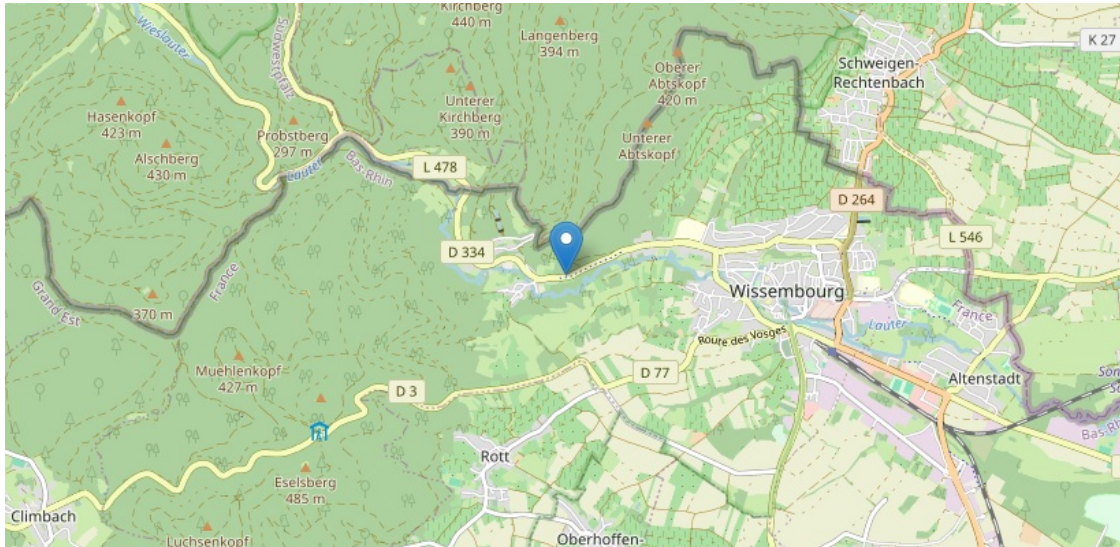 Kirchberg
440 m
Langenberg
394 m
K 27
Wieslauter
Südwestpfalz
Schweigen-
Rechtenbach
Oberer
Abtskopf
420 m
Hasenkopf
423 m
Unterer
Kirchberg
390 m
Probstberg
297 m
Unterer
Abtskopf
Alschberg
430 m
Lauter
Bas-Rhin
L 478
D 264
D 334
L 546
France
Grand Est
370 m
Wissembourg
Lauter
France
Route des Vosges
Muehlenkopf
427 m
D 77
D 3
Altenstadt
Rott
Eselsberg
485 m
Climbach
Luchsenkopf
Oberhoffen-